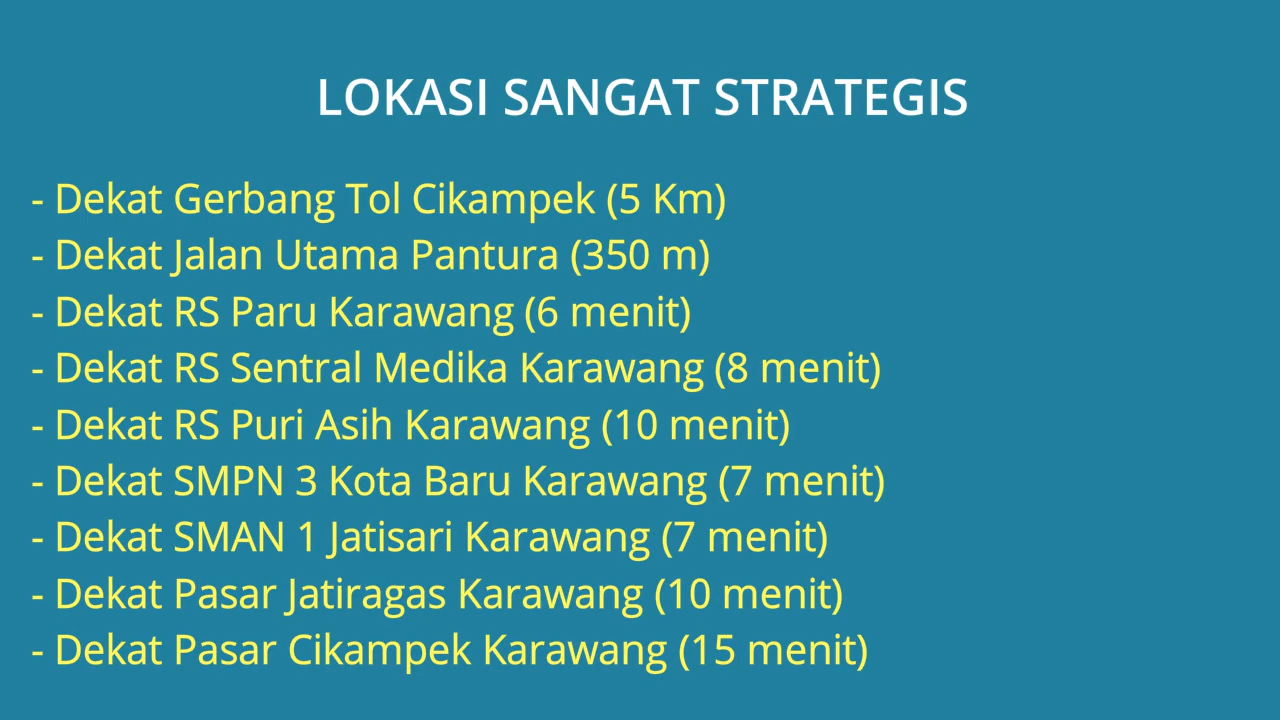 LOKASI SANGAT STRATEGIS
- Dekat Gerbang Tol Cikampek (5 Km)
- Dekat Jalan Utama Pantura (350 m)
- Dekat RS Paru Karawang (6 menit)
- Dekat RS Sentral Medika Karawang (8 menit)
- Dekat RS Puri Asih Karawang (10 menit)
- Dekat SMPN 3 Kota Baru Karawang (7 menit)
- Dekat SMAN 1 Jatisari Karawang (7 menit)
- Dekat Pasar Jatiragas Karawang (10 menit)
- Dekat Pasar Cikampek Karawang (15 menit)